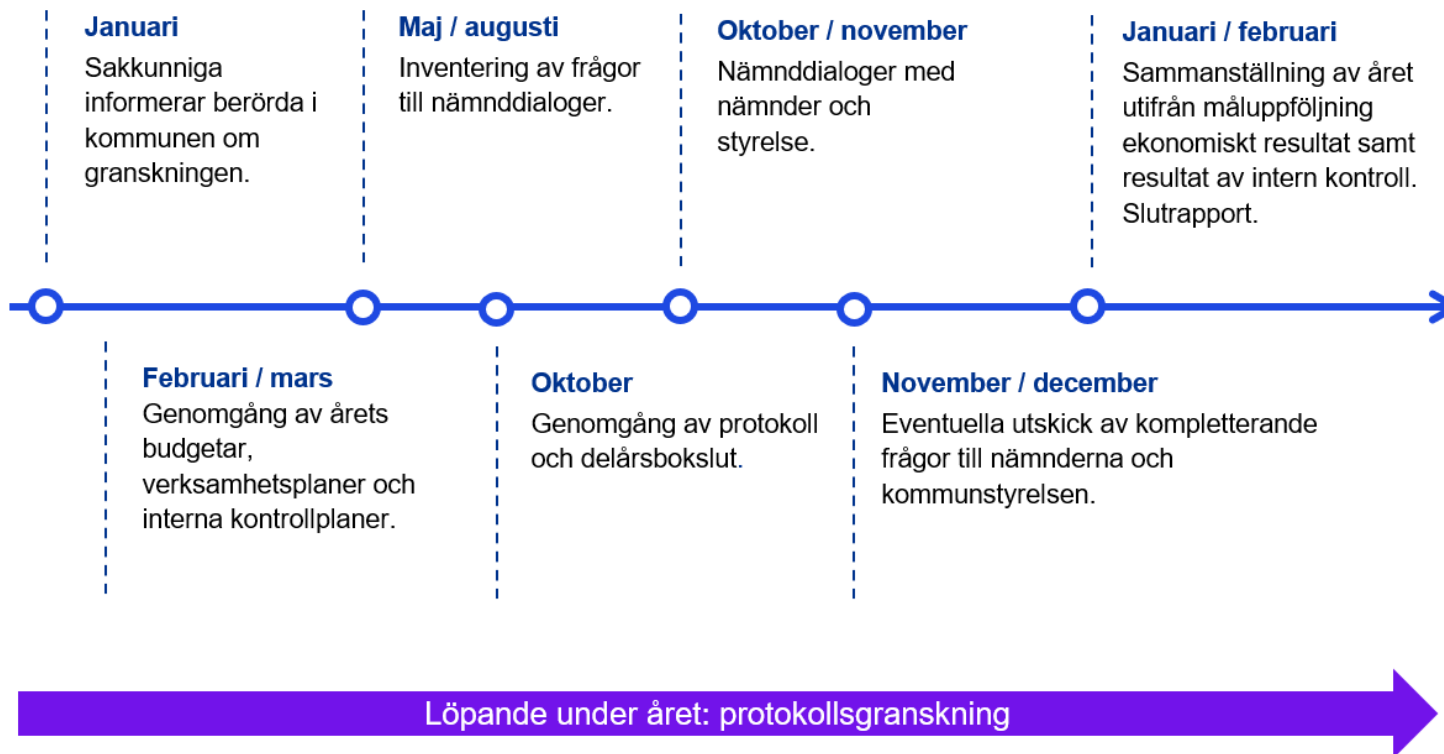 Januari
Sakkunniga
informerar berörda i
kommunen om
granskningen.
Februari / mars
Genomgång av årets
budgetar,
verksamhetsplaner och
interna kontrollplaner.
Maj / augusti
Inventering av frågor
till nämnddialoger.
Oktober
Genomgång av protokoll
och delårsbokslut.
Oktober / november
Nämnddialoger med
nämnder och
styrelse.
November / december
Eventuella utskick av kompletterande
frågor till nämnderna och
kommunstyrelsen.
Januari / februari
Sammanställning av året
utifrån måluppföljning
ekonomiskt resultat samt
resultat av intern kontroll.
Slutrapport.
Löpande under året: protokollsgranskning